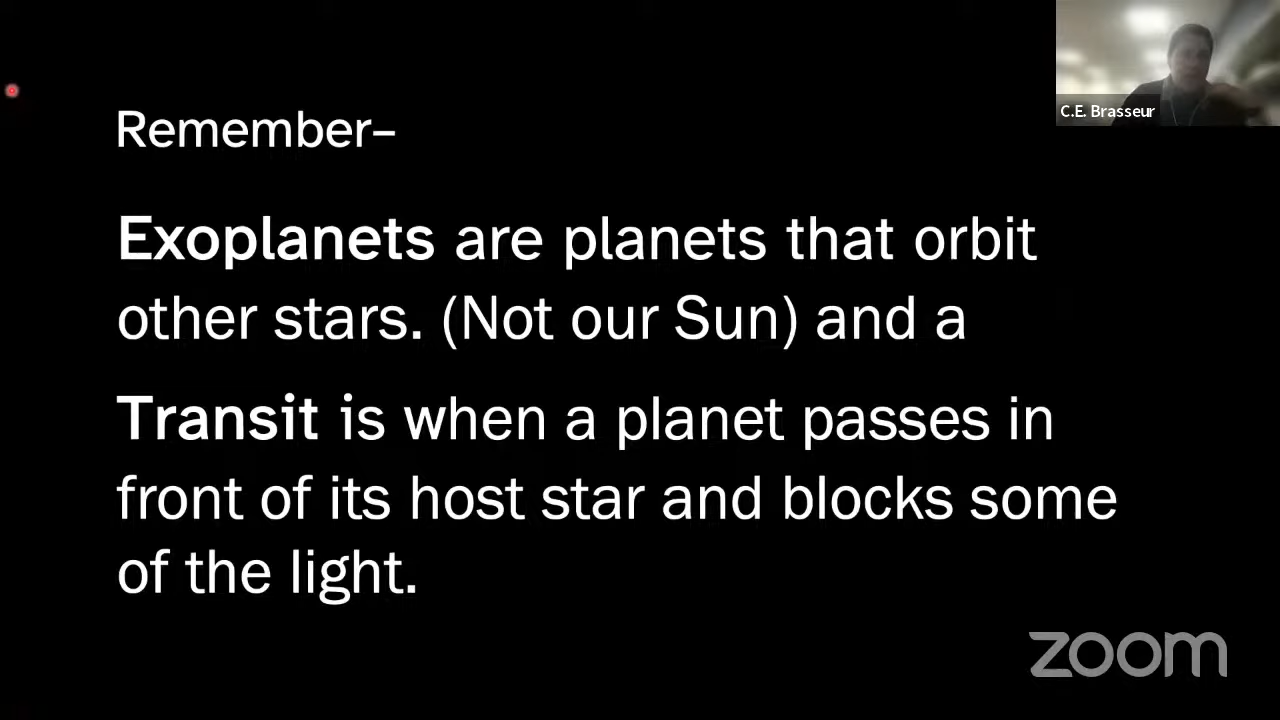 C.E. Brasseur
Remember–
Exoplanets are planets that orbit
other stars. (Not our Sun) and a
Transit is when a planet passes in
front of its host star and blocks some
of the light.
zoom